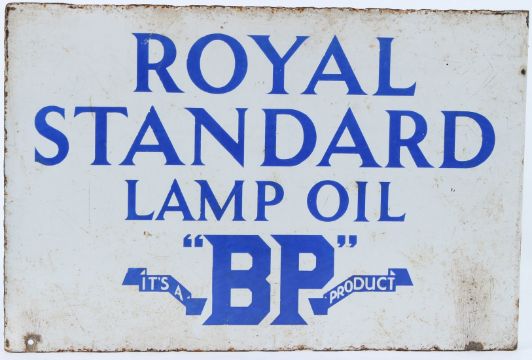 ROYAL
STANDARD
LAMP OIL
"BP"
IT'S A PRODUCT